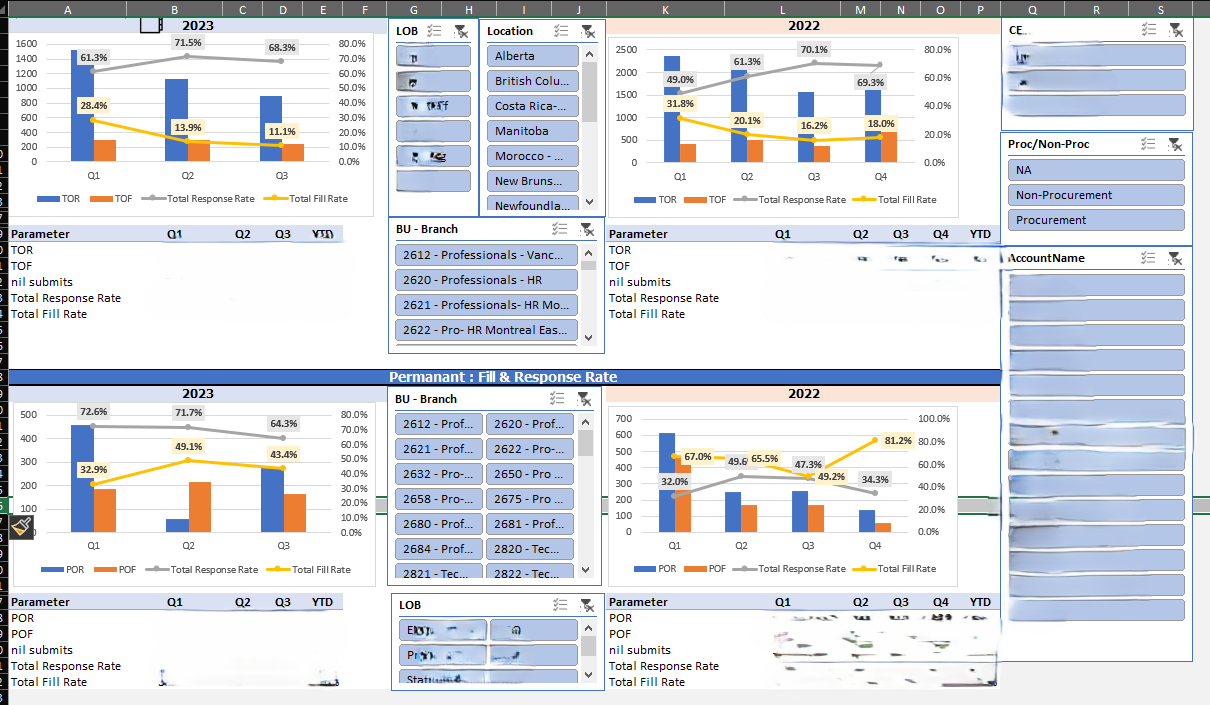 A B C D E F G H I J K L M N O P Q R S
2023
1600
1400
1200
1000
800
600
400
200
0
80.0%
70.0%
60.0%
50.0%
40.0%
30.0%
20.0%
10.0%
0.0%
61.3% 71.5% 68.3%
28.4% 13.9% 11.1%
Q1 Q2 Q3
TOR TOF Total Response Rate Total Fill Rate
LOB
Location
Alberta
British Colu...
Costa Rica-...
Manitoba
Morocco - ...
New Bruns...
Newfoundla...
2022
2500
2000
1500
1000
500
0
80.0%
60.0%
40.0%
20.0%
0.0%
49.0% 61.3% 70.1% 69.3%
31.8% 20.1% 16.2% 18.0%
Q1 Q2 Q3 Q4
TOR TOF Total Response Rate Total Fill Rate
CE...
Proc/Non-Proc
NA
Non-Procurement
Procurement
Parameter Q1 Q2 Q3 YTD
TOR
TOF
nil submits
Total Response Rate
Total Fill Rate
BU - Branch
2612 - Professionals - Vanc...
2620 - Professionals - HR
2621 - Professionals- HR Mo...
2622 - Pro- HR Montreal Eas...
Parameter Q1 Q2 Q3 Q4 YTD
TOR
TOF
nil submits
Total Response Rate
Total Fill Rate
AccountName
Permanant : Fill & Response Rate
2023
500
400
300
200
100
0
80.0%
70.0%
60.0%
50.0%
40.0%
30.0%
20.0%
10.0%
0.0%
72.6% 71.7% 64.3%
32.9% 49.1% 43.4%
Q1 Q2 Q3
POR POF Total Response Rate Total Fill Rate
BU - Branch
2612 - Prof... 2620 - Prof...
2621 - Prof... 2622 - Pro-...
2632 - Pro-... 2650 - Pro ...
2658 - Pro-... 2675 - Pro ...
2680 - Prof... 2681 - Prof...
2684 - Prof... 2820 - Tec...
2821 - Tec... 2822 - Tec...
2022
700
600
500
400
300
200
100
0
100.0%
80.0%
60.0%
40.0%
20.0%
0.0%
67.0% 65.5% 49.2% 81.2%
32.0% 49.6 47.3% 34.3%
Q1 Q2 Q3 Q4
POR POF Total Response Rate Total Fill Rate
Parameter Q1 Q2 Q3 YTD
POR
POF
nil submits
Total Response Rate
Total Fill Rate
LOB
Parameter Q1 Q2 Q3 Q4 YTD
POR
POF
nil submits
Total Response Rate
Total Fill Rate